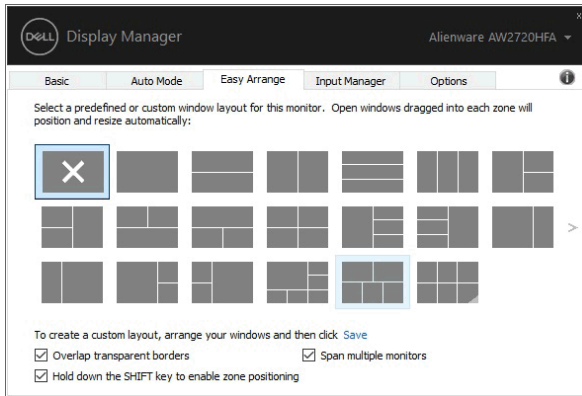 DELL Display Manager
Alienware AW2720HFA
Basic
Auto Mode
Easy Arrange
Input Manager
Options
Select a predefined or custom window layout for this monitor. Open windows dragged into each zone will
position and resize automatically:
To create a custom layout, arrange your windows and then click Save
Overlap transparent borders
Span multiple monitors
Hold down the SHIFT key to enable zone positioning